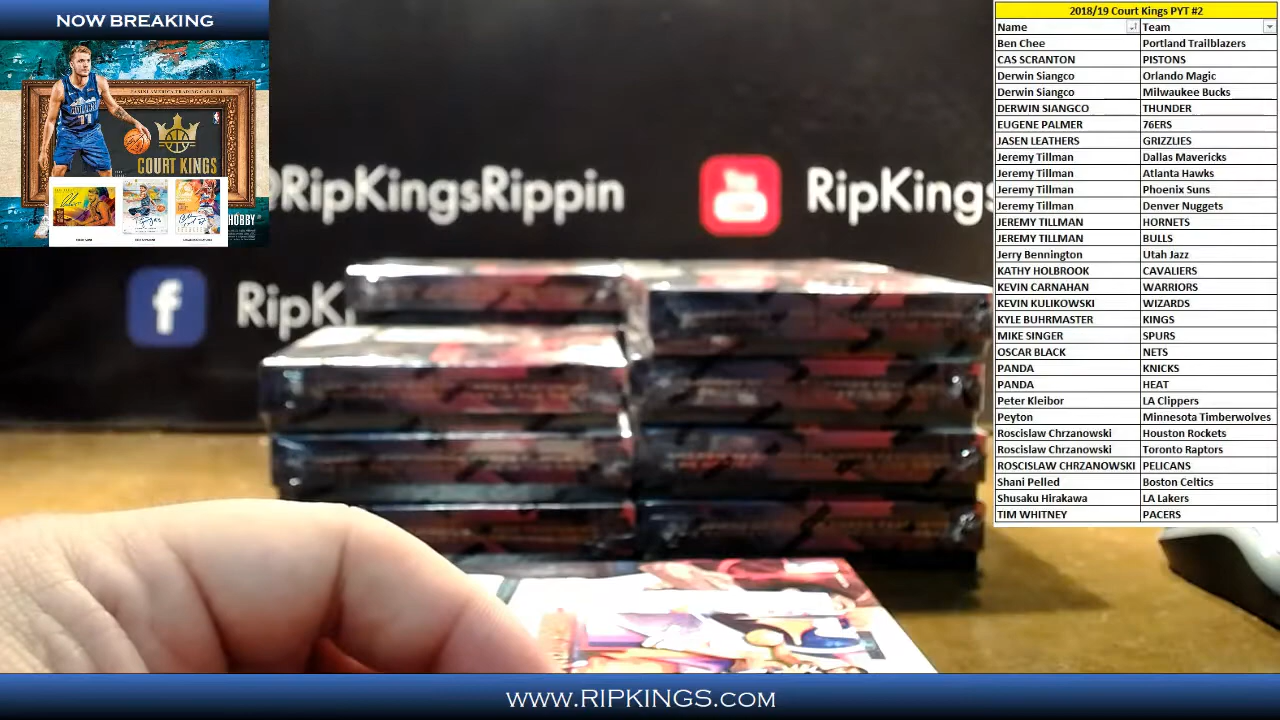 NOW BREAKING
PANINI AMERICA TRADING CARD CO.
COURT KINGS
HOBBY
@RipKingsRippin
You
RipKings
f
RipK
2018/19 Court Kings PYT #2
Name Team
Ben Chee Portland Trailblazers
CAS SCRANTON PISTONS
Derwin Siangco Orlando Magic
Derwin Siangco Milwaukee Bucks
DERWIN SIANGCO THUNDER
EUGENE PALMER 76ERS
JASEN LEATHERS GRIZZLIES
Jeremy Tillman Dallas Mavericks
Jeremy Tillman Atlanta Hawks
Jeremy Tillman Phoenix Suns
Jeremy Tillman Denver Nuggets
JEREMY TILLMAN HORNETS
JEREMY TILLMAN BULLS
Jerry Bennington Utah Jazz
KATHY HOLBROOK CAVALIERS
KEVIN CARNAHAN WARRIORS
KEVIN KULIKOWSKI WIZARDS
KYLE BUHRMASTER KINGS
MIKE SINGER SPURS
OSCAR BLACK NETS
PANDA KNICKS
PANDA HEAT
Peter Kleibor LA Clippers
Peyton Minnesota Timberwolves
Roscislaw Chrzanowski Houston Rockets
Roscislaw Chrzanowski Toronto Raptors
ROSCISLAW CHRZANOWSKI PELICANS
Shani Pelled Boston Celtics
Shusaku Hirakawa LA Lakers
TIM WHITNEY PACERS
WWW.RIPKINGS.COM